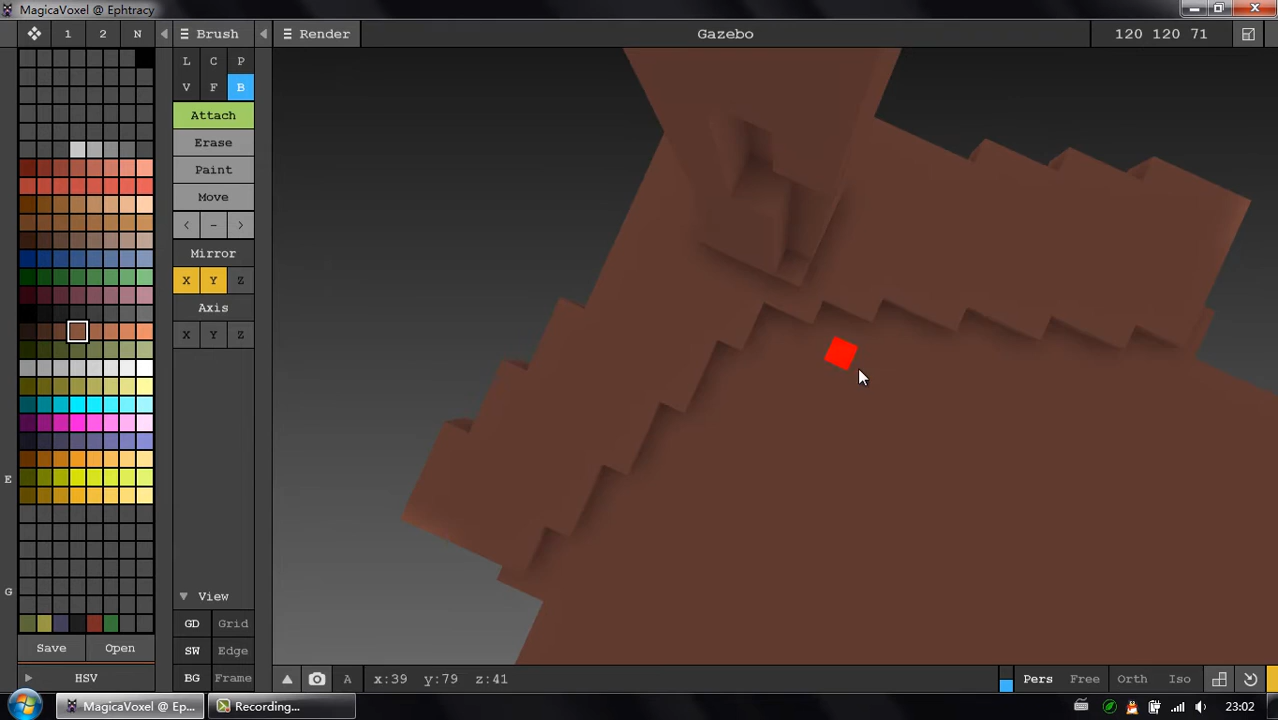 MagicaVoxel @ Ephtracy
1 2 N Brush Render Gazebo 120 120 71
L C P
V F B
Attach
Erase
Paint
Move
< - >
Mirror
X Y Z
Axis
X Y Z
E
G
View
GD Grid
SW Edge
BG Frame
Save Open
HSV
A x:39 y:79 z:41 Pers Free Orth Iso
MagicaVoxel @ Ep... Recording... 23:02